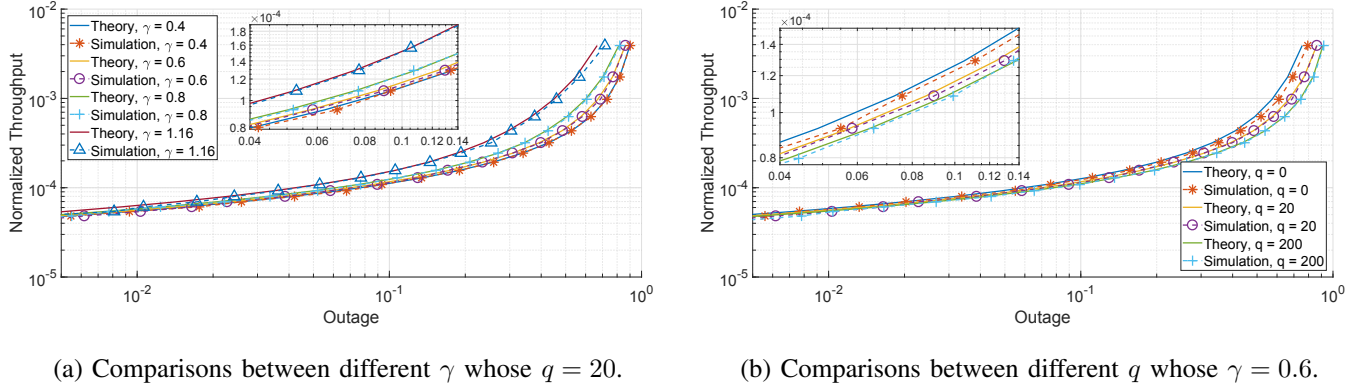 10⁻²
10⁻³
10⁻⁴
10⁻⁵
Normalized Throughput
Theory, γ = 0.4
Simulation, γ = 0.4
Theory, γ = 0.6
Simulation, γ = 0.6
Theory, γ = 0.8
Simulation, γ = 0.8
Theory, γ = 1.16
Simulation, γ = 1.16
×10⁻⁴
1.8
1.6
1.4
1.2
1
0.8
0.04 0.06 0.08 0.10 0.12 0.14
10⁻² 10⁻¹ 10⁰
Outage
(a) Comparisons between different γ whose q = 20.
10⁻²
10⁻³
10⁻⁴
10⁻⁵
Normalized Throughput
×10⁻⁴
1.4
1.2
1
0.8
0.04 0.06 0.08 0.1 0.12 0.14
Theory, q = 0
Simulation, q = 0
Theory, q = 20
Simulation, q = 20
Theory, q = 200
Simulation, q = 200
10⁻² 10⁻¹ 10⁰
Outage
(b) Comparisons between different q whose γ = 0.6.